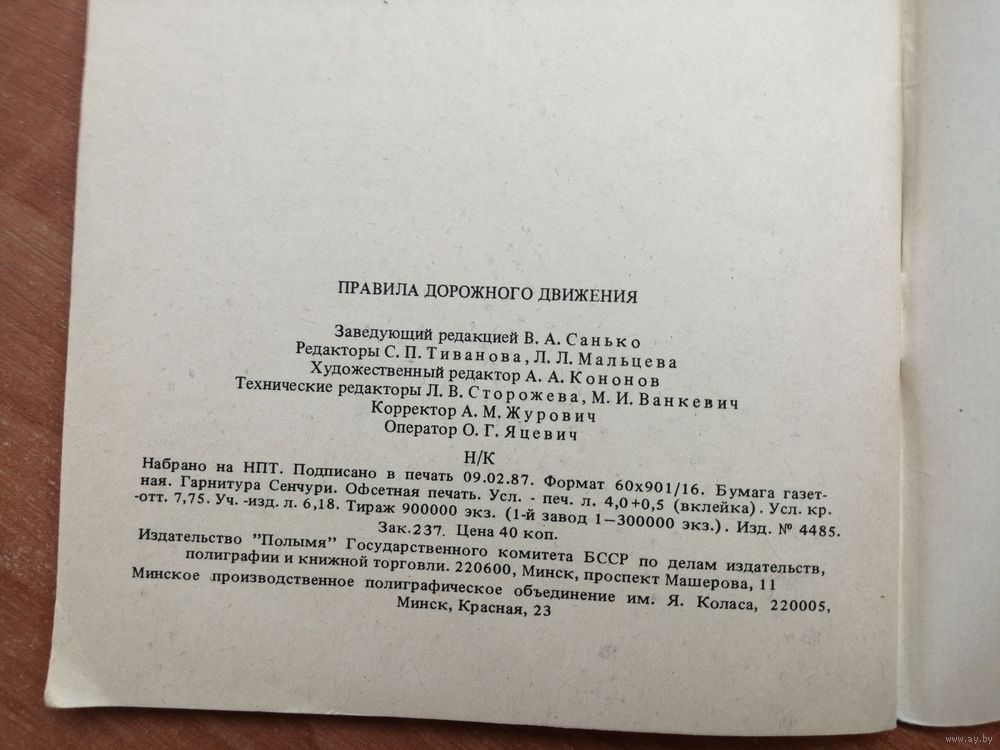 ПРАВИЛА ДОРОЖНОГО ДВИЖЕНИЯ
Заведующий редакцией В. А. Санько
Редакторы С. П. Тиванова, Л. Л. Мальцева
Художественный редактор А. А. Кононов
Технические редакторы Л. В. Сторожева, М. И. Ванкевич
Корректор А. М. Журович
Оператор О. Г. Яцевич
Н/К
Набрано на НПТ. Подписано в печать 09.02.87. Формат 60х901/16. Бумага газет-
ная. Гарнитура Сенчури. Офсетная печать. Усл. - печ. л. 4,0+0,5 (вклейка). Усл. кр.
-отт. 7,75. Уч. -изд. л. 6,18. Тираж 900000 экз. (1-й завод 1—300000 экз.). Изд. № 4485.
Зак.237. Цена 40 коп.
Издательство "Полымя" Государственного комитета БССР по делам издательств,
полиграфии и книжной торговли. 220600, Минск, проспект Машерова, 11
Минское производственное полиграфическое объединение им. Я. Коласа, 220005,
Минск, Красная, 23
www.ay.by